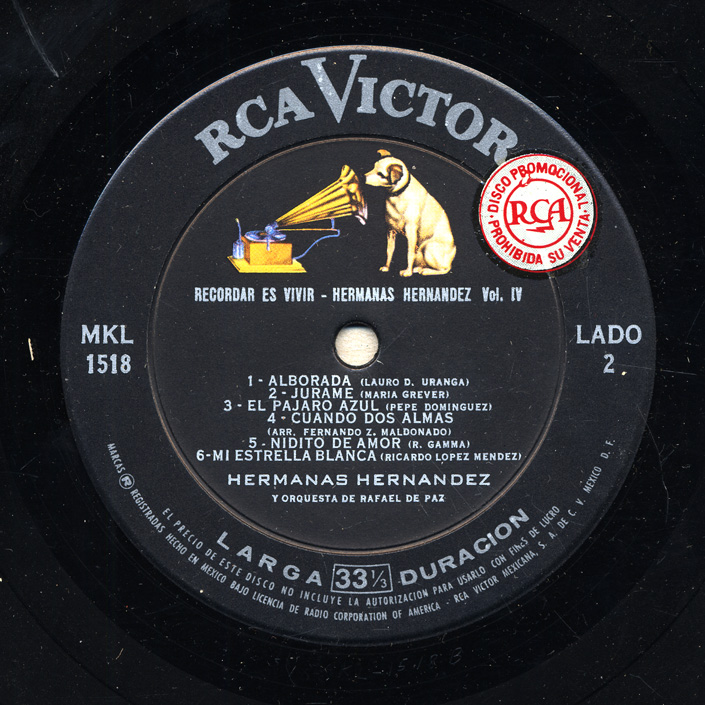 RCA VICTOR
DISCO PROMOCIONAL
RCA
PROHIBIDA SU VENTA
RECORDAR ES VIVIR - HERMANAS HERNANDEZ Vol. IV
MKL
1518
LADO
2
1 - ALBORADA (LAURO D. URANGA)
2 - JURAME (MARIA GREVER)
3 - EL PAJARO AZUL (PEPE DOMINGUEZ)
4 - CUANDO DOS ALMAS
(ARR. FERNANDO Z. MALDONADO)
5 - NIDITO DE AMOR (R. GAMMA)
6-MI ESTRELLA BLANCA (RICARDO LOPEZ MENDEZ)
HERMANAS HERNANDEZ
Y ORQUESTA DE RAFAEL DE PAZ
LARGA 33 1/3 DURACION
EL PRECIO DE ESTE DISCO NO INCLUYE LA AUTORIZACION PARA USARLO CON FINES DE LUCRO
MARCAS ® REGISTRADAS HECHO EN MEXICO BAJO LICENCIA DE RADIO CORPORATION OF AMERICA - RCA VICTOR MEXICANA, S. A. DE C. V. MEXICO D. F.